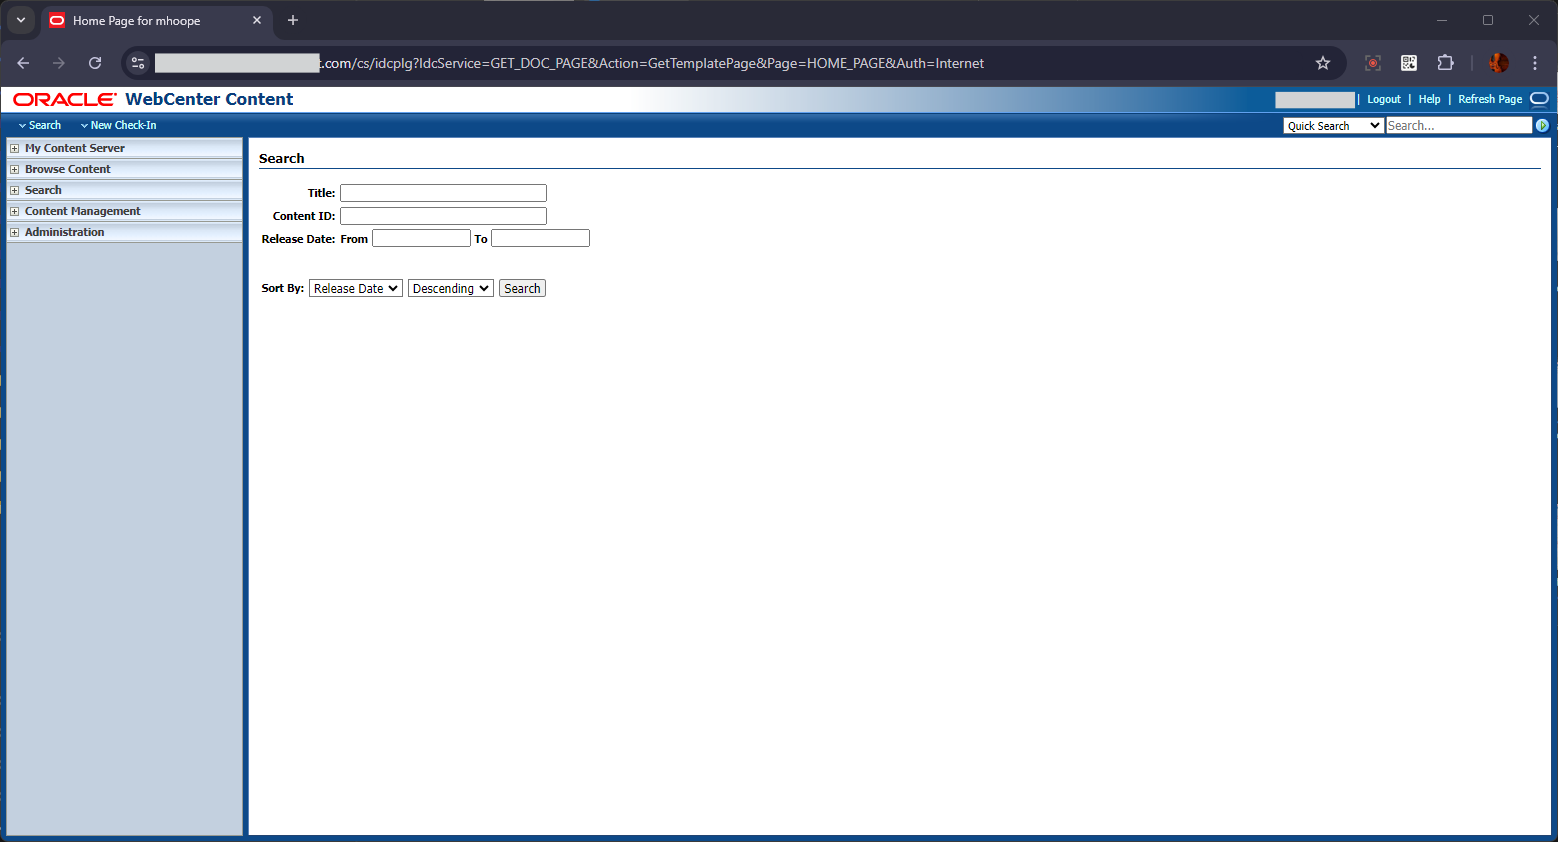 Home Page for mhoope
.com/cs/idcplg?IdcService=GET_DOC_PAGE&Action=GetTemplatePage&Page=HOME_PAGE&Auth=Internet
ORACLE WebCenter Content
| Logout | Help | Refresh Page
Search New Check-In
Quick Search Search...
My Content Server
Browse Content
Search
Content Management
Administration
Search
Title:
Content ID:
Release Date: From To
Sort By: Release Date Descending Search